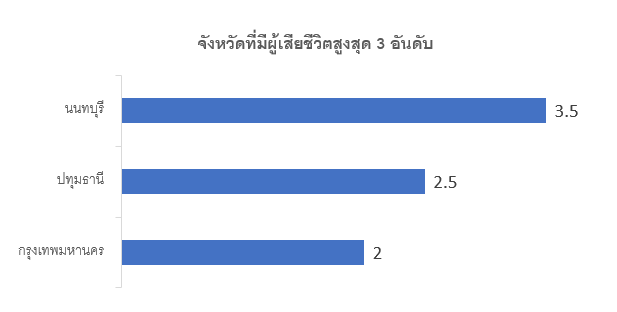 จังหวัดที่มีผู้เสียชีวิตสูงสุด 3 อันดับ
นนทบุรี
3.5
ปทุมธานี
2.5
กรุงเทพมหานคร
2